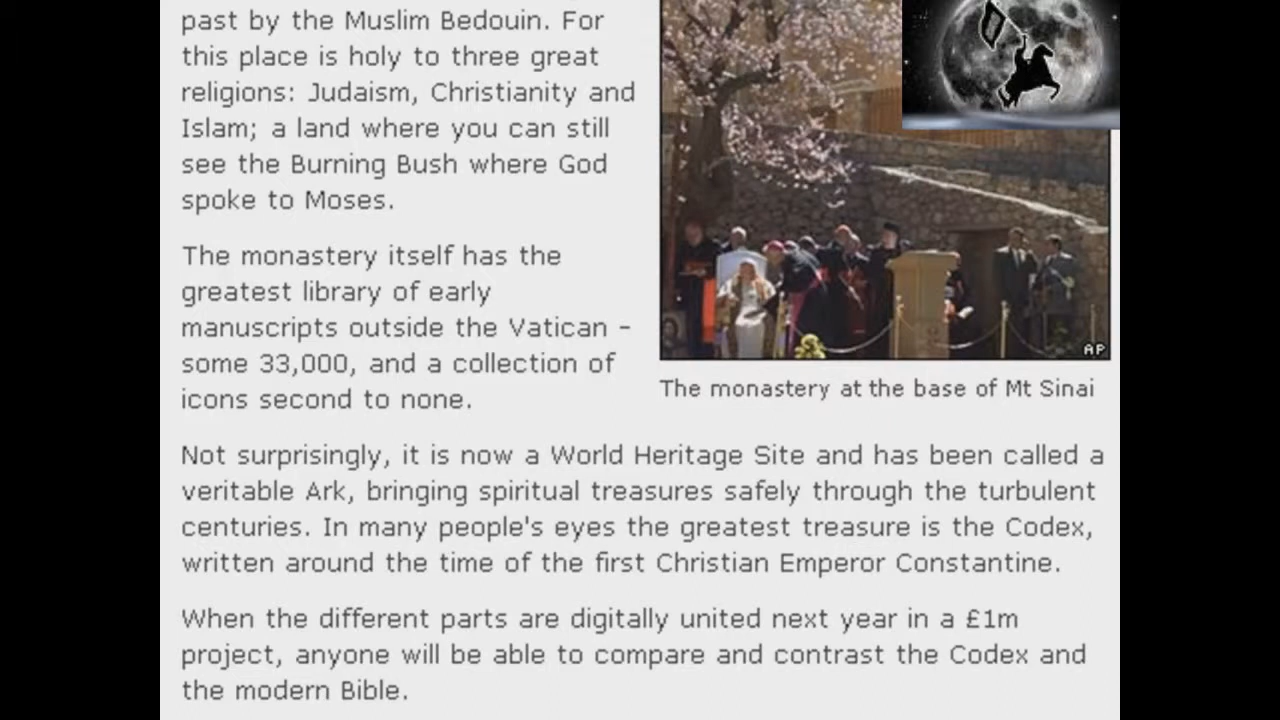 past by the Muslim Bedouin. For
this place is holy to three great
religions: Judaism, Christianity and
Islam; a land where you can still
see the Burning Bush where God
spoke to Moses.
The monastery itself has the
greatest library of early
manuscripts outside the Vatican -
some 33,000, and a collection of
icons second to none.
AP
The monastery at the base of Mt Sinai
Not surprisingly, it is now a World Heritage Site and has been called a
veritable Ark, bringing spiritual treasures safely through the turbulent
centuries. In many people's eyes the greatest treasure is the Codex,
written around the time of the first Christian Emperor Constantine.
When the different parts are digitally united next year in a £1m
project, anyone will be able to compare and contrast the Codex and
the modern Bible.